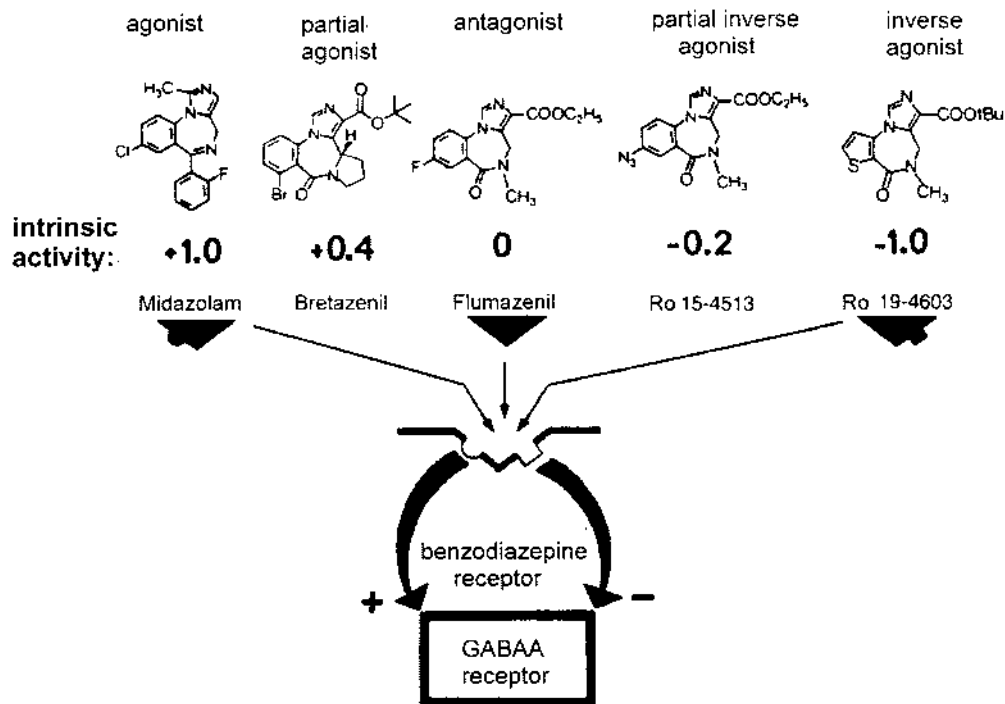 agonist
partial
agonist
antagonist
partial inverse
agonist
inverse
agonist
H₃C
N
N
N
Cl
F
O
O
N
N
H
N
O
Br
N
COOC₂H₅
N
F
N
O
CH₃
N
COOC₂H₅
N
N₃
N
O
CH₃
N
COOtBu
N
S
N
O
CH₃
intrinsic
activity:
+1.0
+0.4
0
-0.2
-1.0
Midazolam
Bretazenil
Flumazenil
Ro 15-4513
Ro 19-4603
benzodiazepine
receptor
+
−
GABAA
receptor